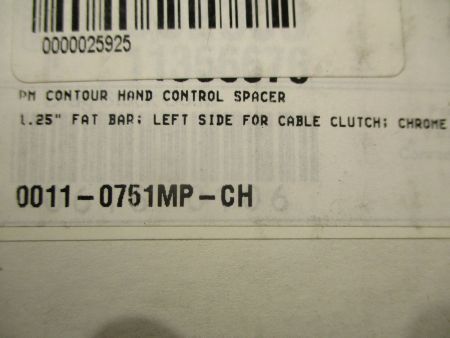 0000025925
PM CONTOUR HAND CONTROL SPACER
1.25" FAT BAR; LEFT SIDE FOR CABLE CLUTCH; CHROME
0011-0751MP-CH